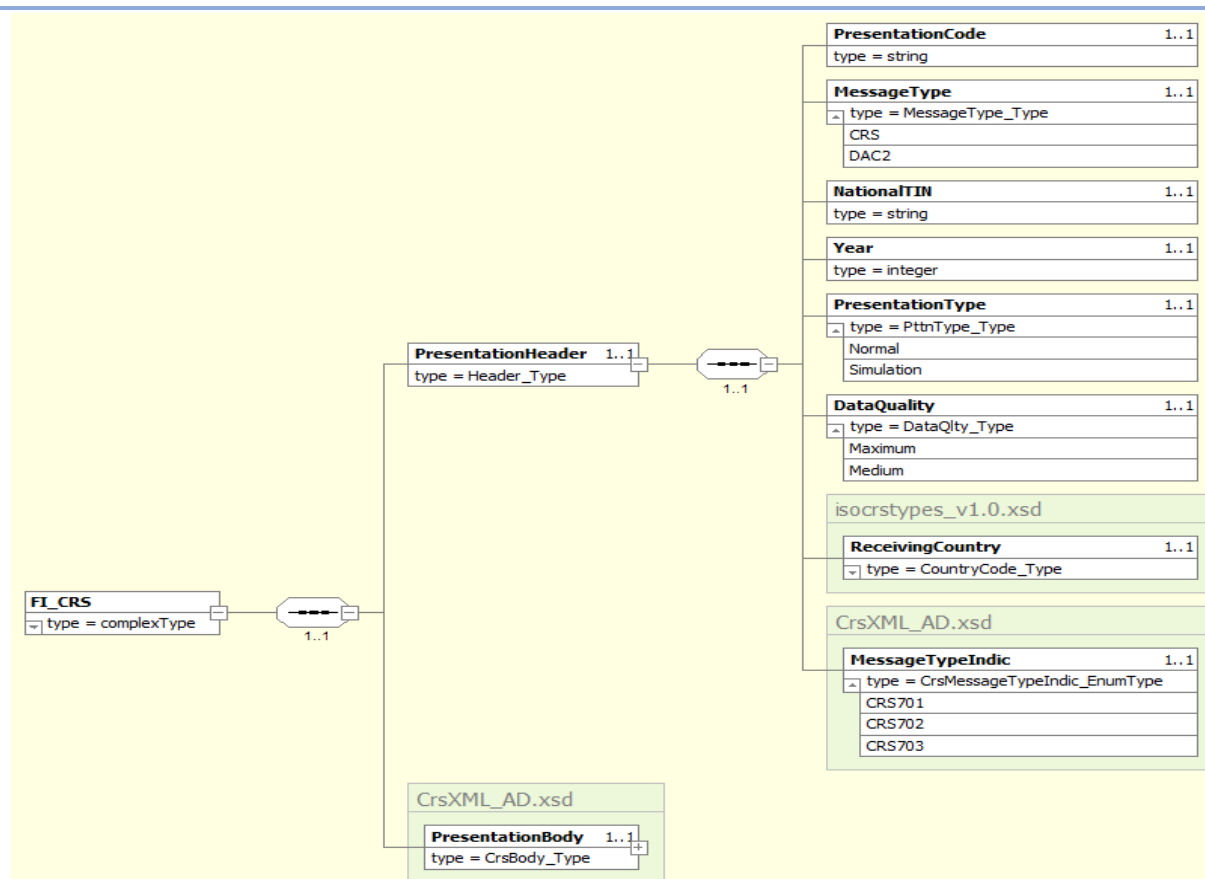 PresentationCode 1..1
type = string
MessageType 1..1
type = MessageType_Type
CRS
DAC2
NationalTIN 1..1
type = string
Year 1..1
type = integer
PresentationType 1..1
type = PttnType_Type
Normal
Simulation
PresentationHeader 1..1
type = Header_Type
1..1
DataQuality 1..1
type = DataQlty_Type
Maximum
Medium
isocrstypes_v1.0.xsd
ReceivingCountry 1..1
type = CountryCode_Type
FI_CRS
type = complexType
1..1
CrsXML_AD.xsd
MessageTypeIndic 1..1
type = CrsMessageTypeIndic_EnumType
CRS701
CRS702
CRS703
CrsXML_AD.xsd
PresentationBody 1..1
type = CrsBody_Type